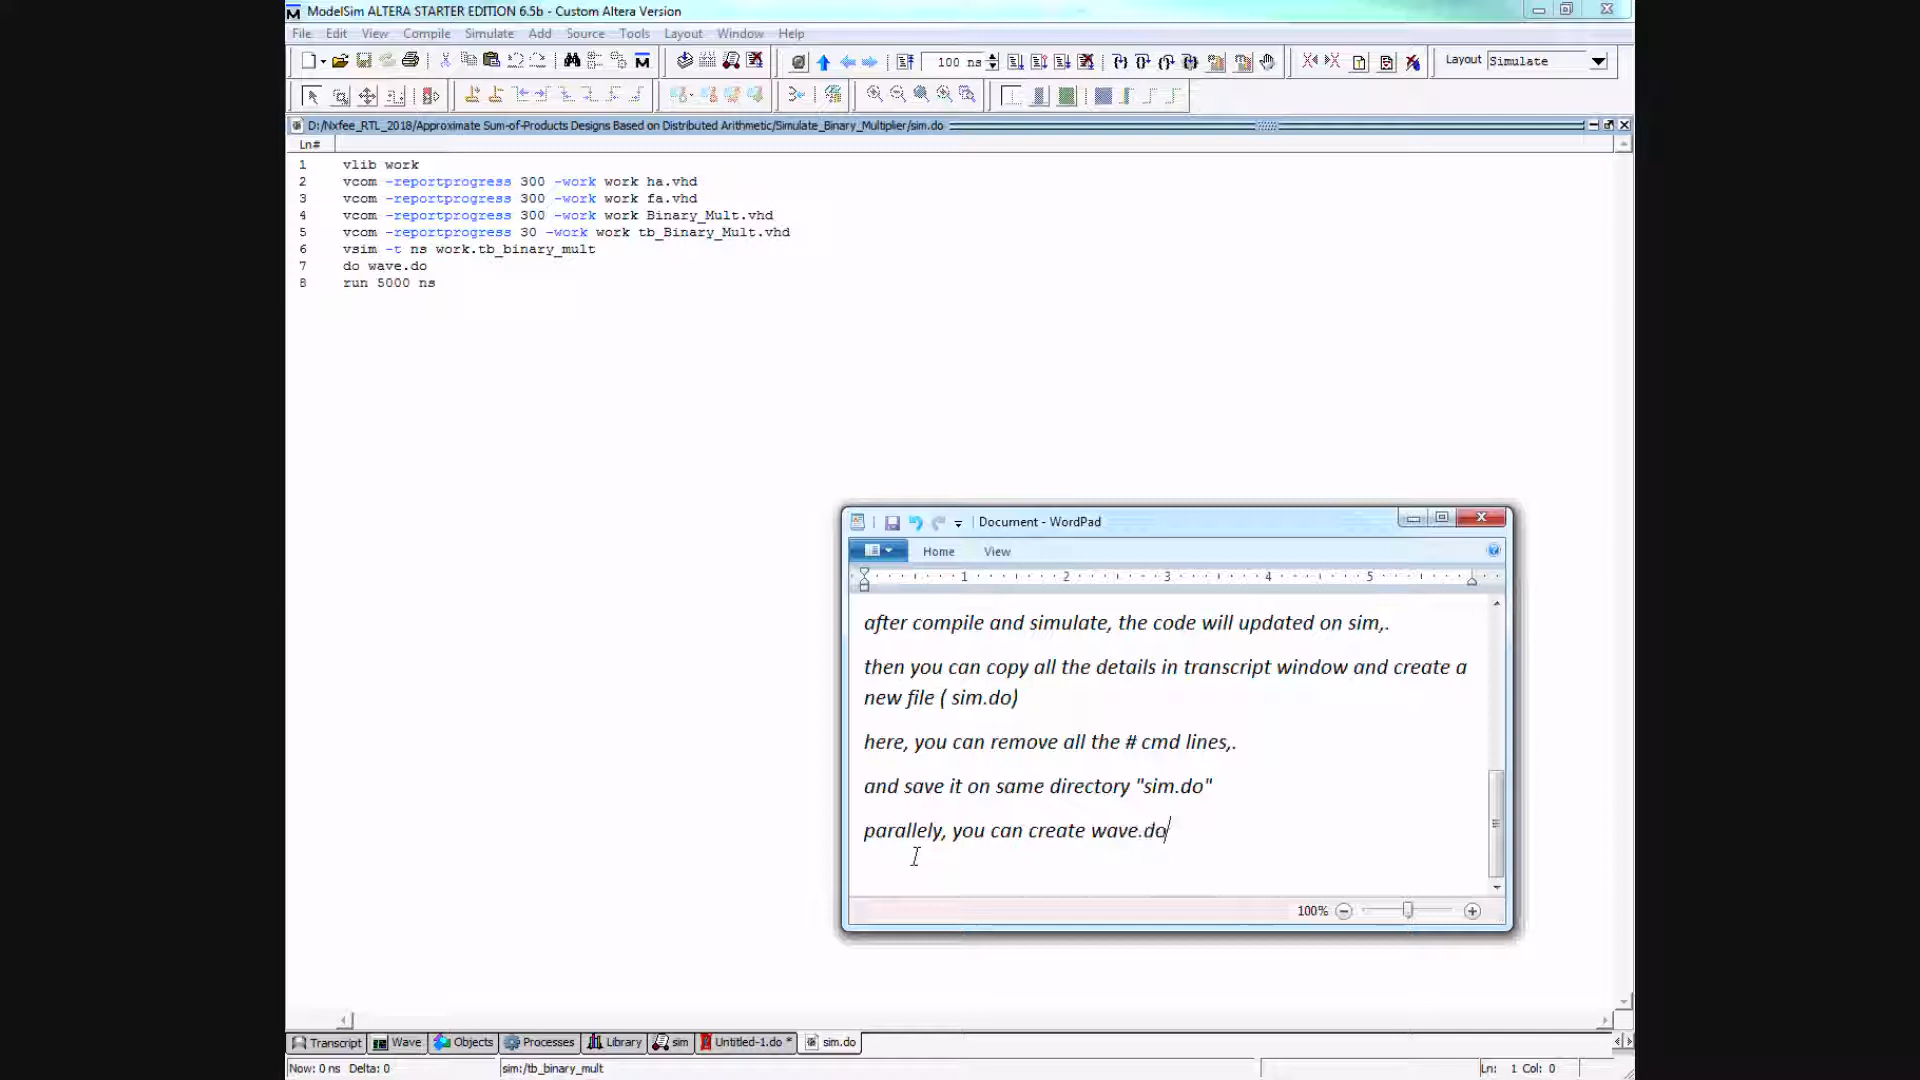 ModelSim ALTERA STARTER EDITION 6.5b - Custom Altera Version
File Edit View Compile Simulate Add Source Tools Layout Window Help
100 ns
Layout Simulate
D:/Nxfee_RTL_2018/Approximate Sum-of-Products Designs Based on Distributed Arithmetic/Simulate_Binary_Multiplier/sim.do
Ln#
1 vlib work
2 vcom -reportprogress 300 -work work ha.vhd
3 vcom -reportprogress 300 -work work fa.vhd
4 vcom -reportprogress 300 -work work Binary_Mult.vhd
5 vcom -reportprogress 30 -work work tb_Binary_Mult.vhd
6 vsim -t ns work.tb_binary_mult
7 do wave.do
8 run 5000 ns
Document - WordPad
Home View
1 2 3 4 5
after compile and simulate, the code will updated on sim,.
then you can copy all the details in transcript window and create a
new file ( sim.do)
here, you can remove all the # cmd lines,.
and save it on same directory "sim.do"
parallely, you can create wave.do
100%
Transcript Wave Objects Processes Library sim Untitled-1.do * sim.do
Now: 0 ns Delta: 0 sim:/tb_binary_mult Ln: 1 Col: 0